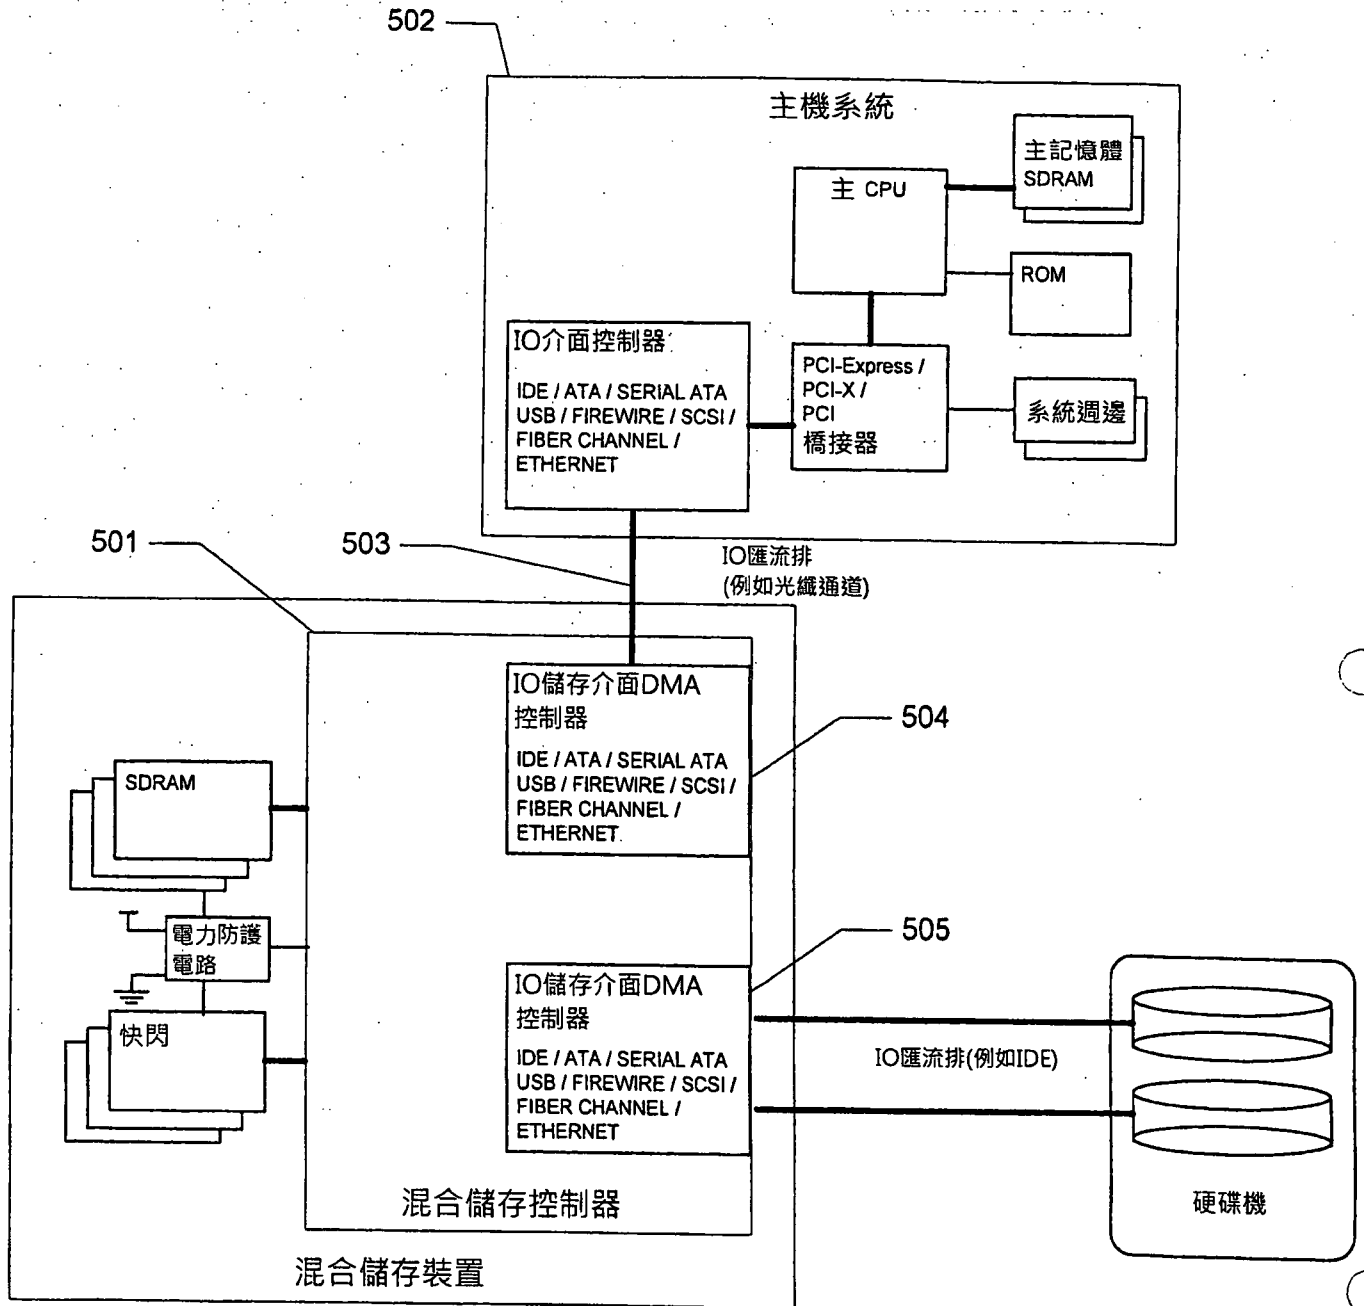 502
主機系統
主記憶體
SDRAM
主 CPU
ROM
IO介面控制器
IDE / ATA / SERIAL ATA
USB / FIREWIRE / SCSI /
FIBER CHANNEL /
ETHERNET
PCI-Express /
PCI-X /
PCI
橋接器
系統週邊
501
503
IO匯流排
(例如光纖通道)
IO儲存介面DMA
控制器
IDE / ATA / SERIAL ATA
USB / FIREWIRE / SCSI /
FIBER CHANNEL /
ETHERNET
504
SDRAM
電力防護
電路
快閃
505
IO儲存介面DMA
控制器
IDE / ATA / SERIAL ATA
USB / FIREWIRE / SCSI /
FIBER CHANNEL /
ETHERNET
IO匯流排(例如IDE)
硬碟機
混合儲存控制器
混合儲存裝置